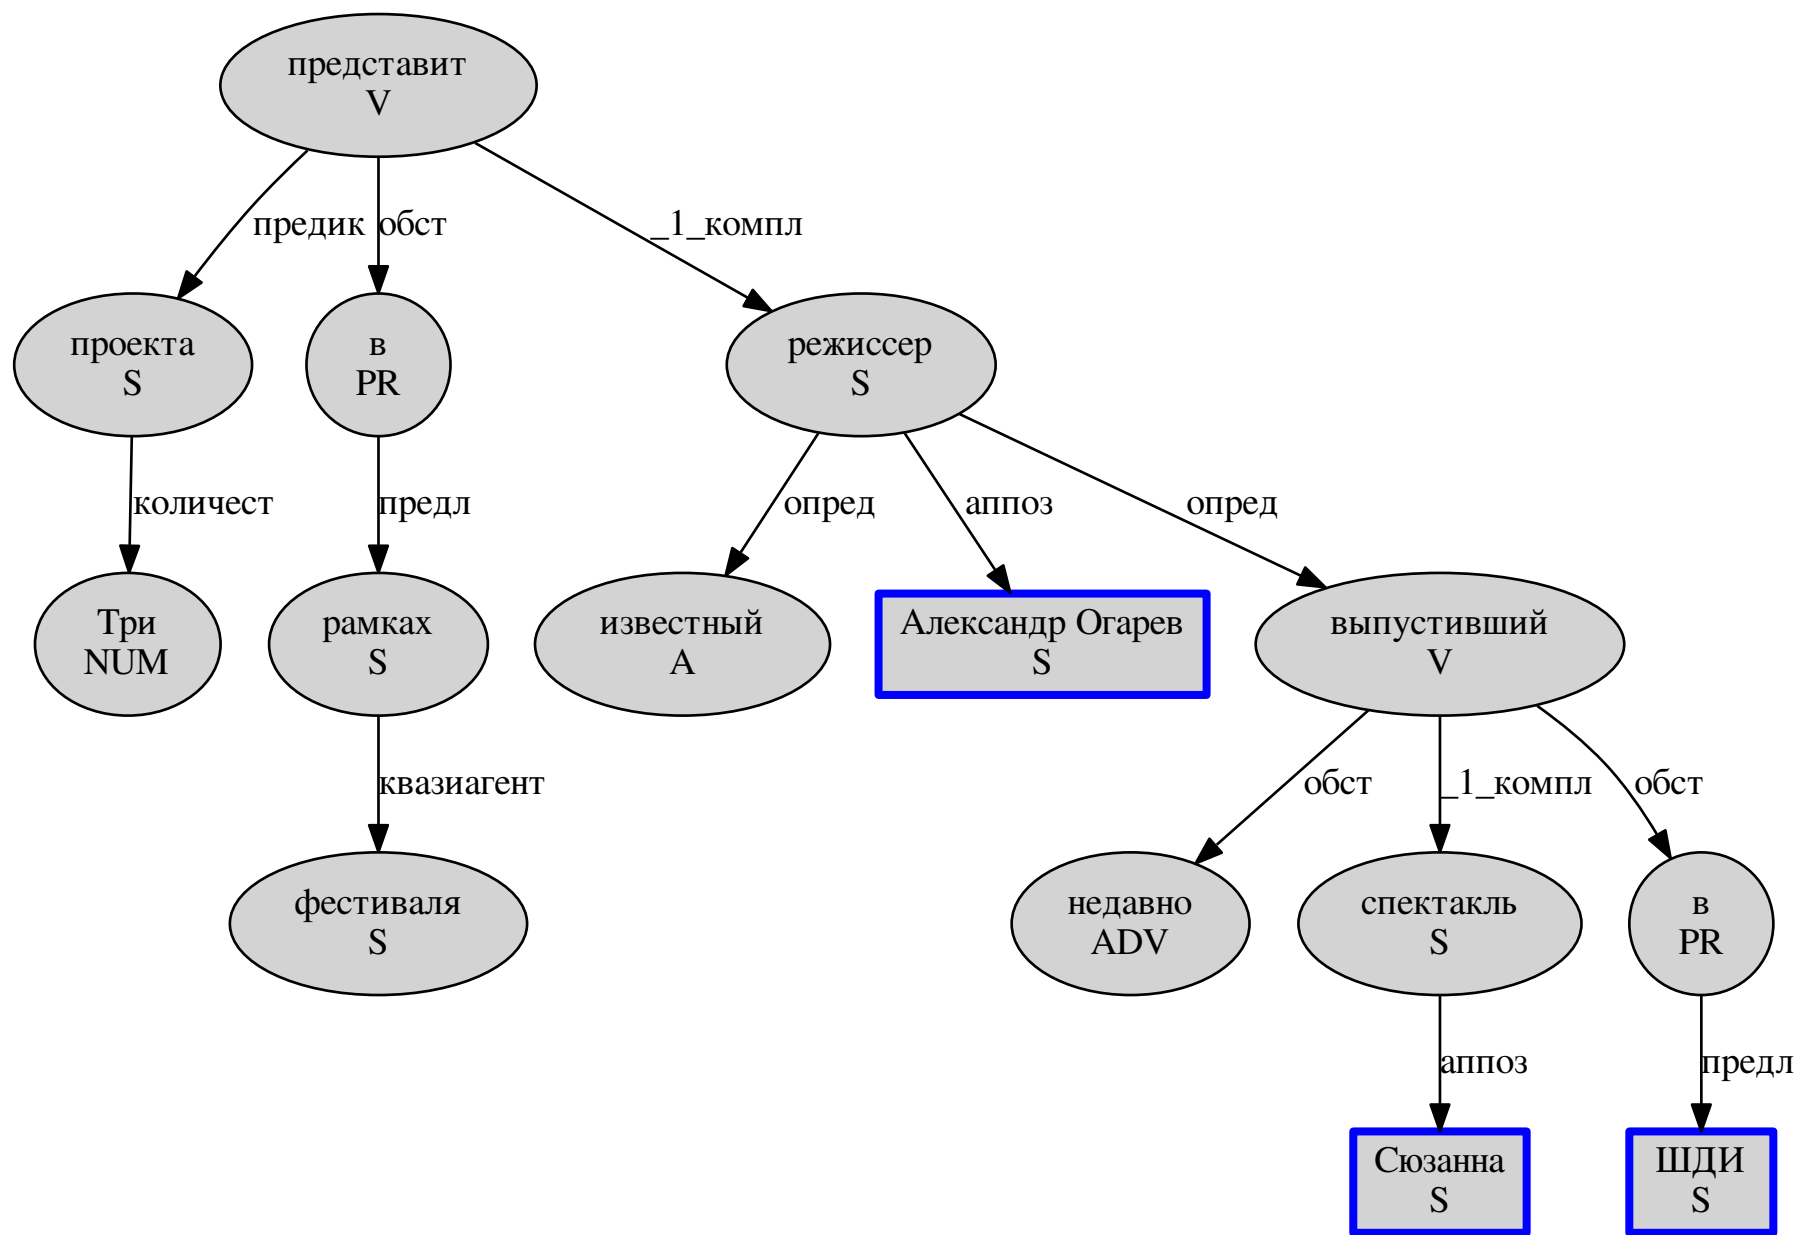 представит
V
предик
обст
_1_компл
проекта
S
в
PR
режиссер
S
количест
предл
опред
аппоз
опред
Три
NUM
рамках
S
известный
A
Александр Огарев
S
выпустивший
V
квазиагент
обст
_1_компл
обст
фестиваля
S
недавно
ADV
спектакль
S
в
PR
аппоз
предл
Сюзанна
S
ШДИ
S